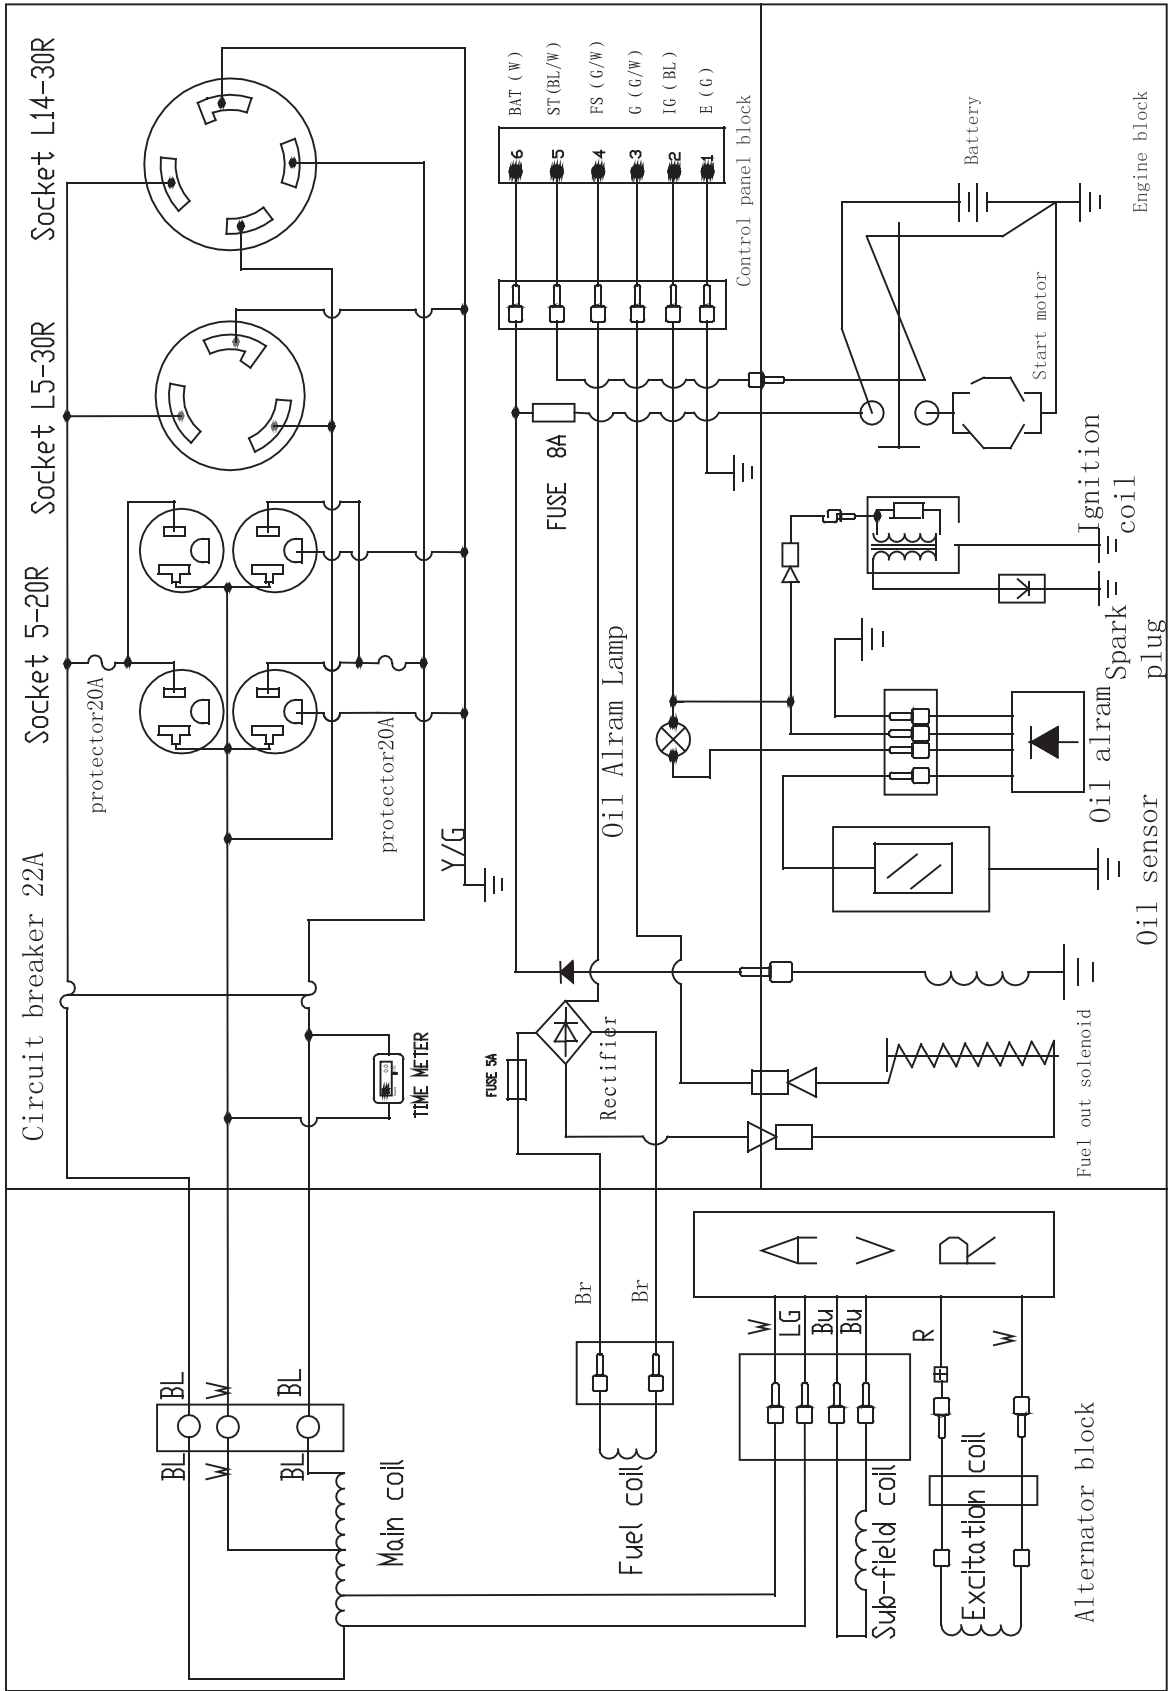 Socket 5-20R
Socket L5-30R
Socket L14-30R
protector20A
protector20A
Circuit breaker 22A
Y/G
TIME METER
BAT (W)
ST(BL/W)
FS (G/W)
G (G/W)
IG (BL)
E (G)
6
5
4
3
2
1
Control panel block
FUSE 8A
Oil Alram Lamp
FUSE 5A
Rectifier
Battery
Engine block
Start motor
Ignition
coil
Spark
plug
Oil alram
Oil sensor
Fuel out solenoid
BL
W
BL
BL
W
BL
Main coil
Br
Br
Fuel coil
A V R
W
LG
Bu
Bu
R
W
Sub-field coil
Excitation coil
Alternator block